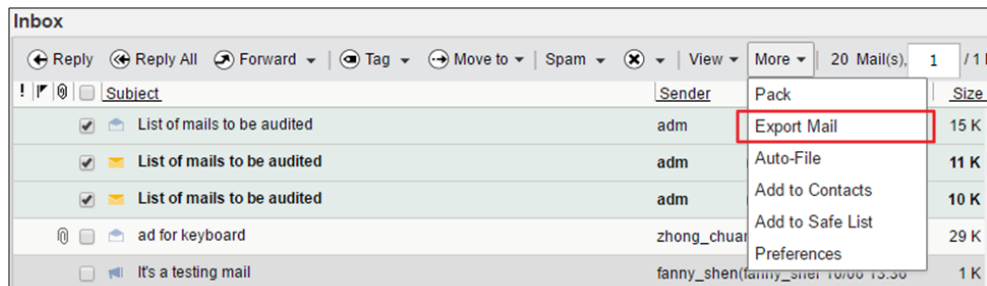 Inbox
Reply Reply All Forward Tag Move to Spam View More 20 Mail(s), 1 / 1
! Subject Sender Size
List of mails to be audited adm 15 K
List of mails to be audited adm 11 K
List of mails to be audited adm 10 K
ad for keyboard 29 K
It's a testing mail 1 K
Pack
Export Mail
Auto-File
Add to Contacts
Add to Safe List
Preferences